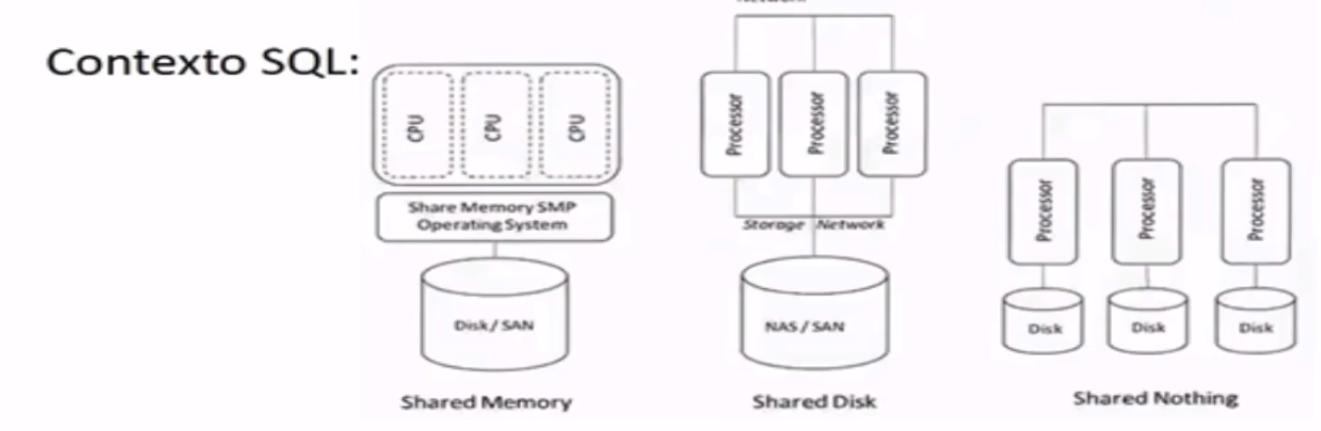 Contexto SQL:
CPU
CPU
CPU
Share Memory SMP
Operating System
Disk / SAN
Shared Memory
Network
Processor
Processor
Processor
Storage Network
NAS / SAN
Shared Disk
Processor
Processor
Processor
Disk
Disk
Disk
Shared Nothing